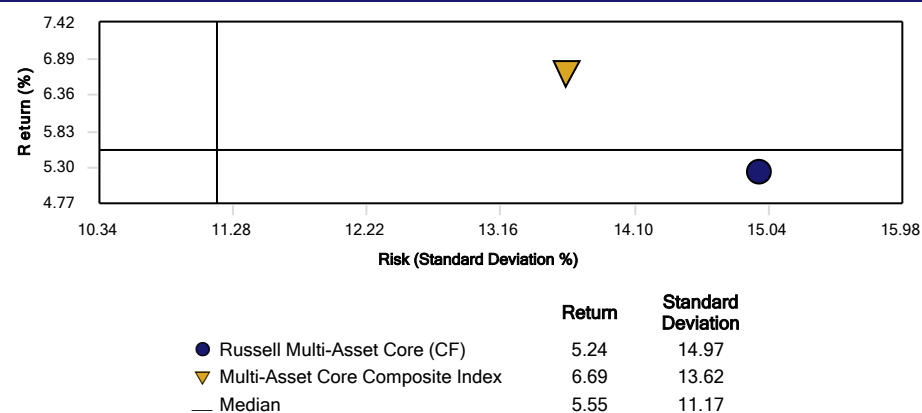 7.42
6.89
6.36
5.83
5.30
4.77
Return (%)
10.34 11.28 12.22 13.16 14.10 15.04 15.98
Risk (Standard Deviation %)
Return Standard Deviation
Russell Multi-Asset Core (CF) 5.24 14.97
Multi-Asset Core Composite Index 6.69 13.62
Median 5.55 11.17